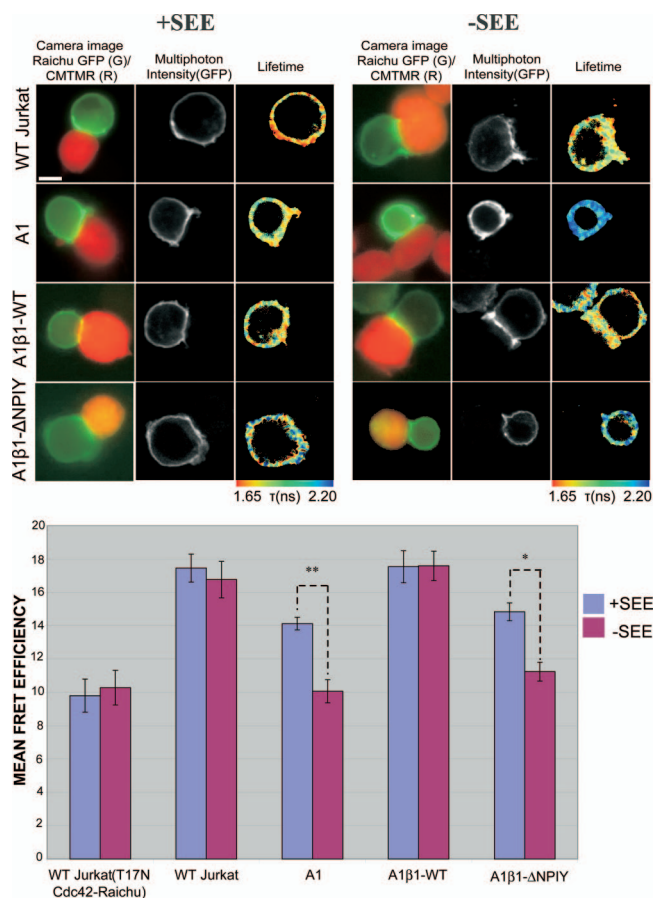 +SEE
-SEE
Camera image
Raichu GFP (G)/
CMTMR (R)
Multiphoton
Intensity(GFP)
Lifetime
Camera image
Raichu GFP (G)/
CMTMR (R)
Multiphoton
Intensity(GFP)
Lifetime
WT Jurkat
A1
A1β1-WT
A1β1-ΔNPIY
1.65 τ(ns) 2.20
1.65 τ(ns) 2.20
MEAN FRET EFFICIENCY
20
18
16
14
12
10
8
6
4
2
0
**
*
+SEE
-SEE
WT Jurkat(T17N
Cdc42-Raichu)
WT Jurkat
A1
A1β1-WT
A1β1-ΔNPIY